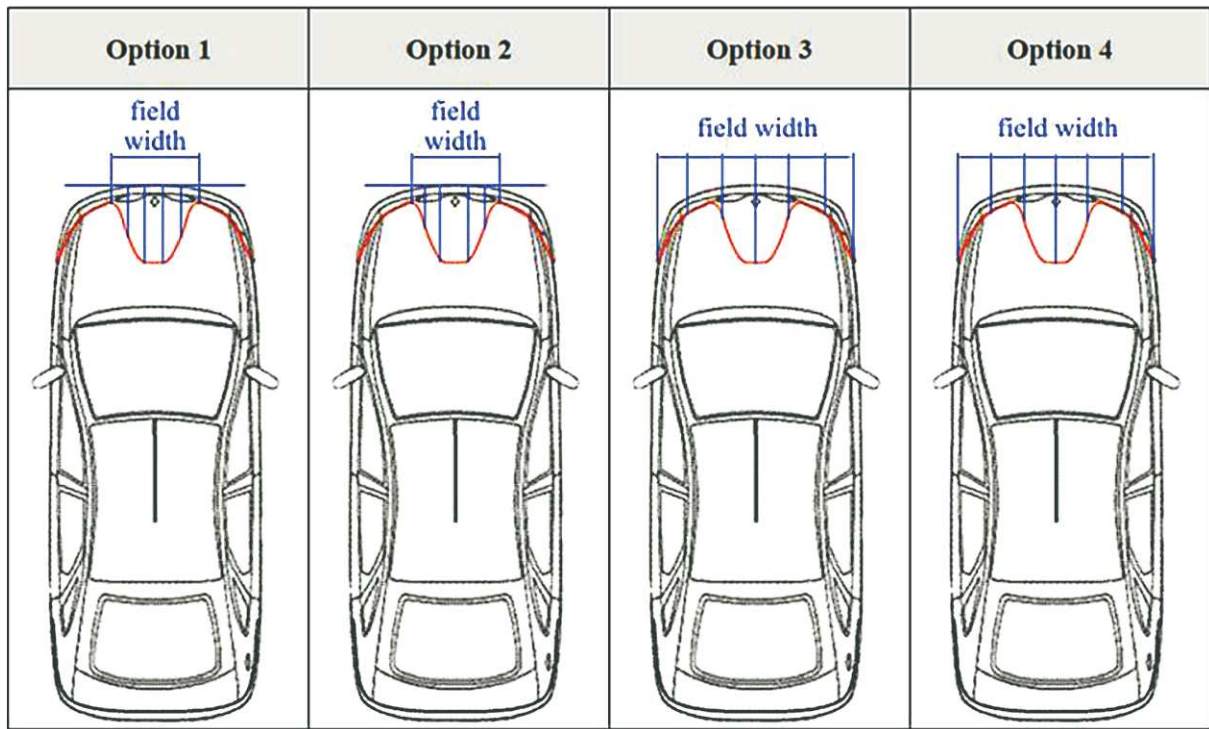 Option 1
Option 2
Option 3
Option 4
field
width
field
width
field width
field width